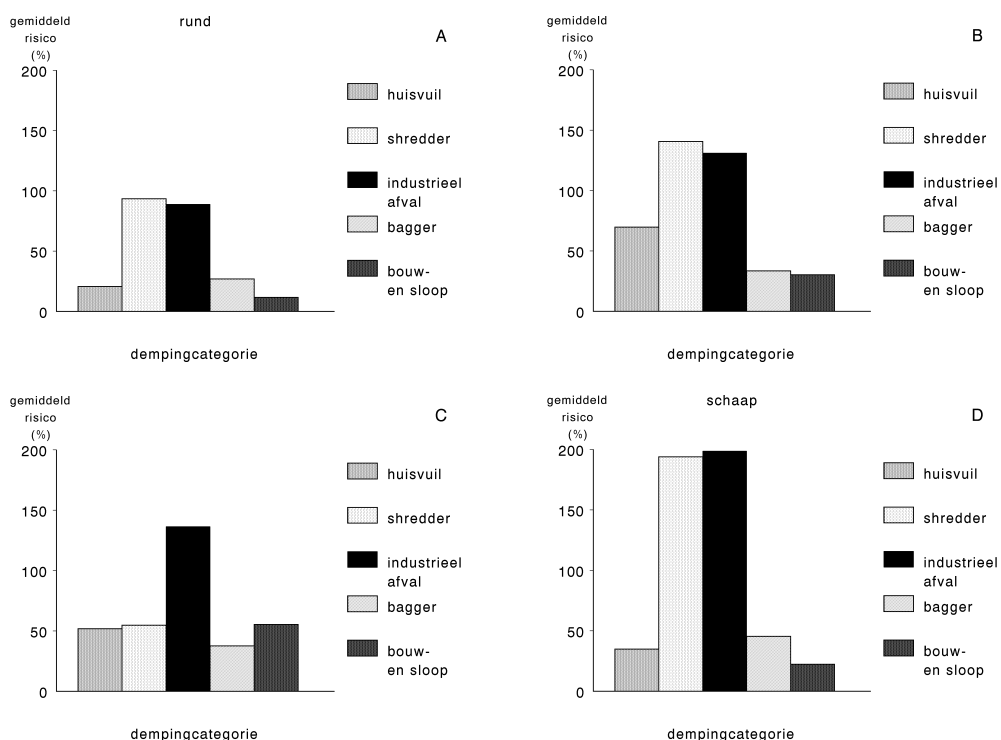 rund
A
gemiddeld
risico
(%)
200
150
100
50
0
huisvuil
shredder
industrieel
afval
bagger
bouw-
en sloop
dempingcategorie
B
gemiddeld
risico
(%)
200
150
100
50
0
huisvuil
shredder
industrieel
afval
bagger
bouw-
en sloop
dempingcategorie
C
gemiddeld
risico
(%)
200
150
100
50
0
huisvuil
shredder
industrieel
afval
bagger
bouw-
en sloop
dempingcategorie
schaap
D
gemiddeld
risico
(%)
200
150
100
50
0
huisvuil
shredder
industrieel
afval
bagger
bouw-
en sloop
dempingcategorie